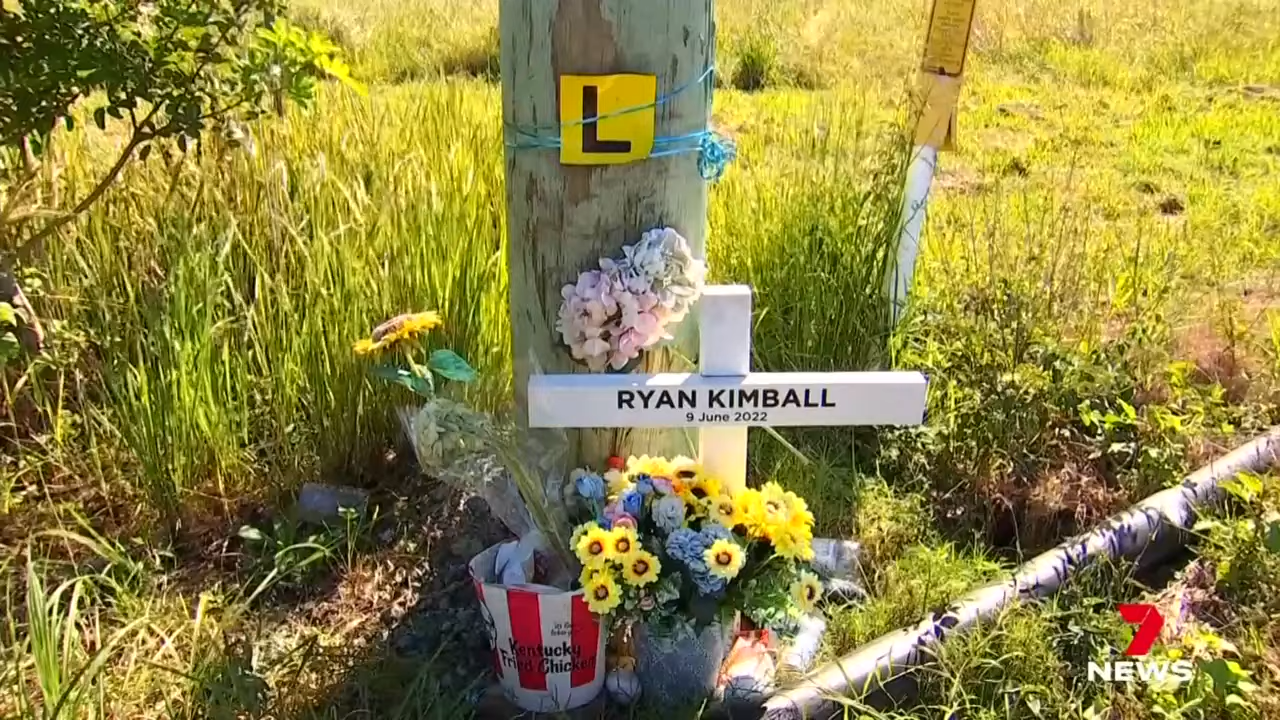 L
RYAN KIMBALL
9 June 2022
Kentucky
Fried Chicken
7
NEWS